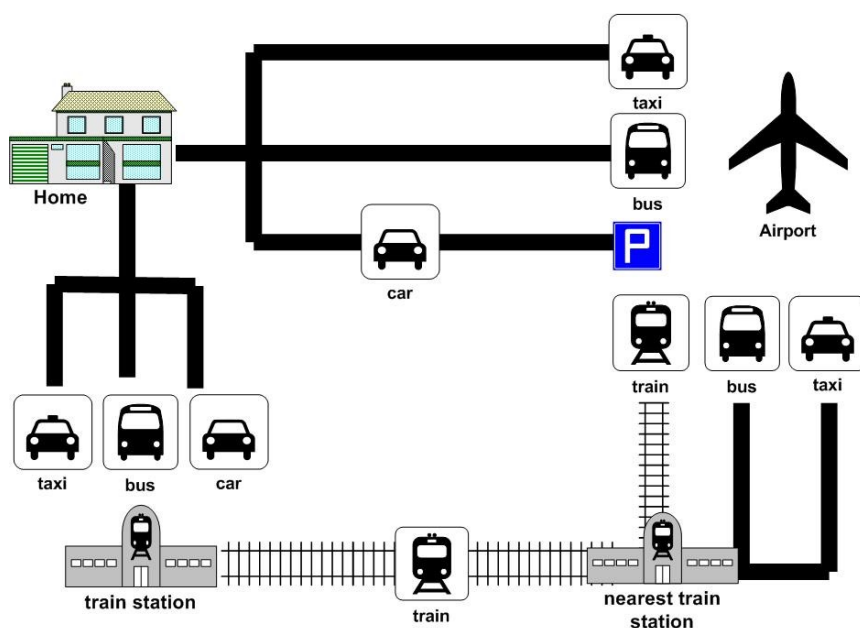 taxi
Home
bus
Airport
P
car
train
bus
taxi
taxi
bus
car
train station
train
nearest train
station